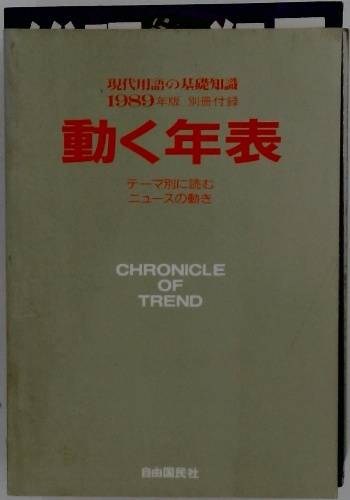 現代用語の基礎知識
1989年版 別冊付録
動く年表
テーマ別に読む
ニュースの動き
CHRONICLE
OF
TREND
自由国民社